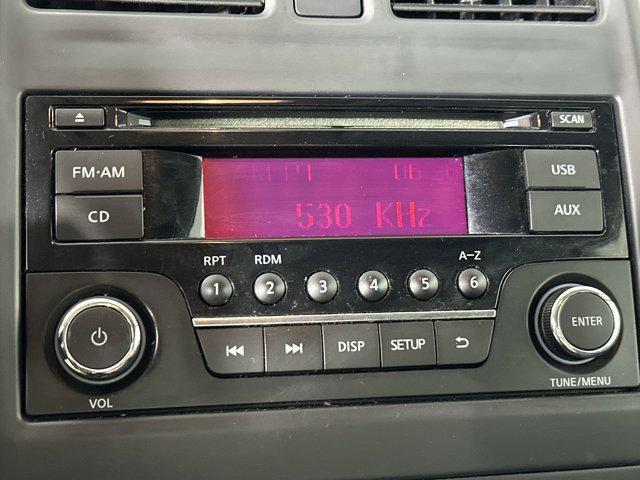 SCAN
FM·AM
USB
530 KHz
CD
AUX
RPT RDM A-Z
1 2 3 4 5 6
DISP SETUP
ENTER
VOL
TUNE/MENU